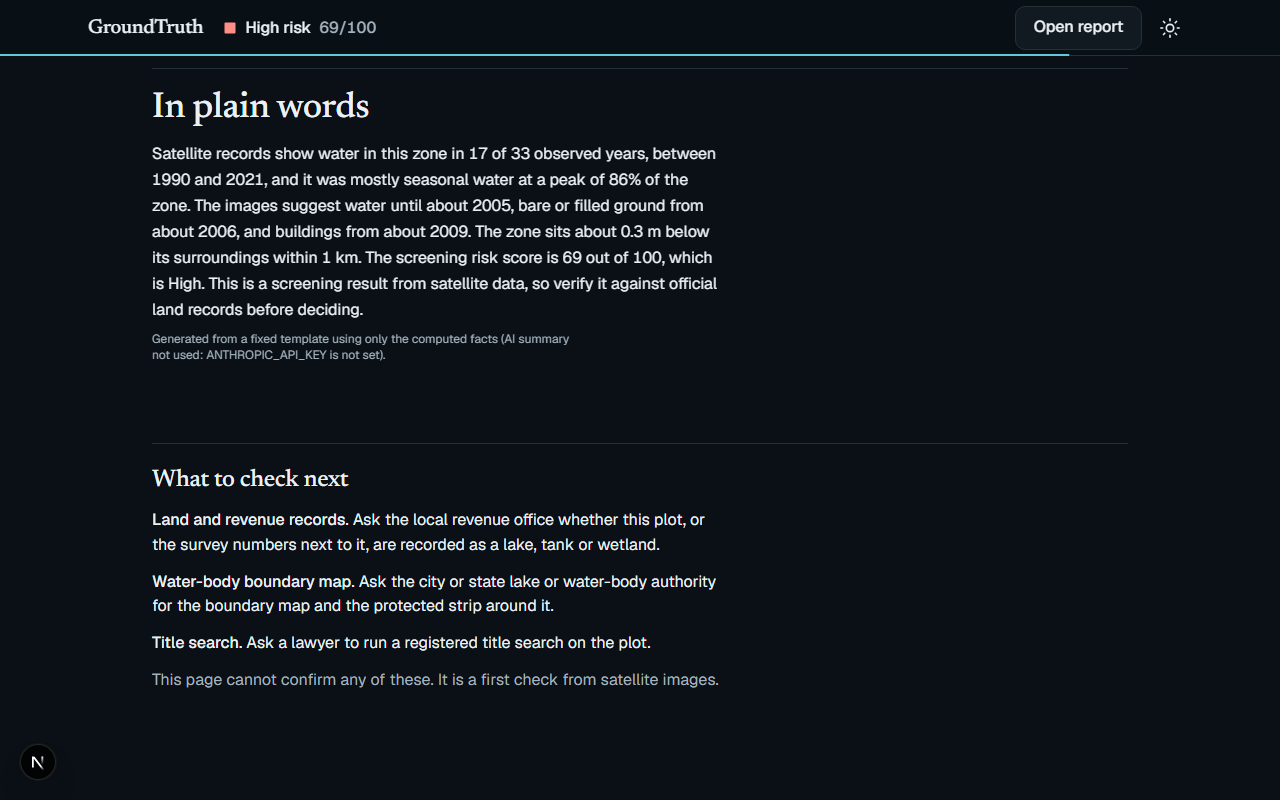 GroundTruth
High risk 69/100
Open report
In plain words
Satellite records show water in this zone in 17 of 33 observed years, between
1990 and 2021, and it was mostly seasonal water at a peak of 86% of the
zone. The images suggest water until about 2005, bare or filled ground from
about 2006, and buildings from about 2009. The zone sits about 0.3 m below
its surroundings within 1 km. The screening risk score is 69 out of 100, which
is High. This is a screening result from satellite data, so verify it against official
land records before deciding.
Generated from a fixed template using only the computed facts (AI summary
not used: ANTHROPIC_API_KEY is not set).
What to check next
Land and revenue records. Ask the local revenue office whether this plot, or
the survey numbers next to it, are recorded as a lake, tank or wetland.
Water-body boundary map. Ask the city or state lake or water-body authority
for the boundary map and the protected strip around it.
Title search. Ask a lawyer to run a registered title search on the plot.
This page cannot confirm any of these. It is a first check from satellite images.
N